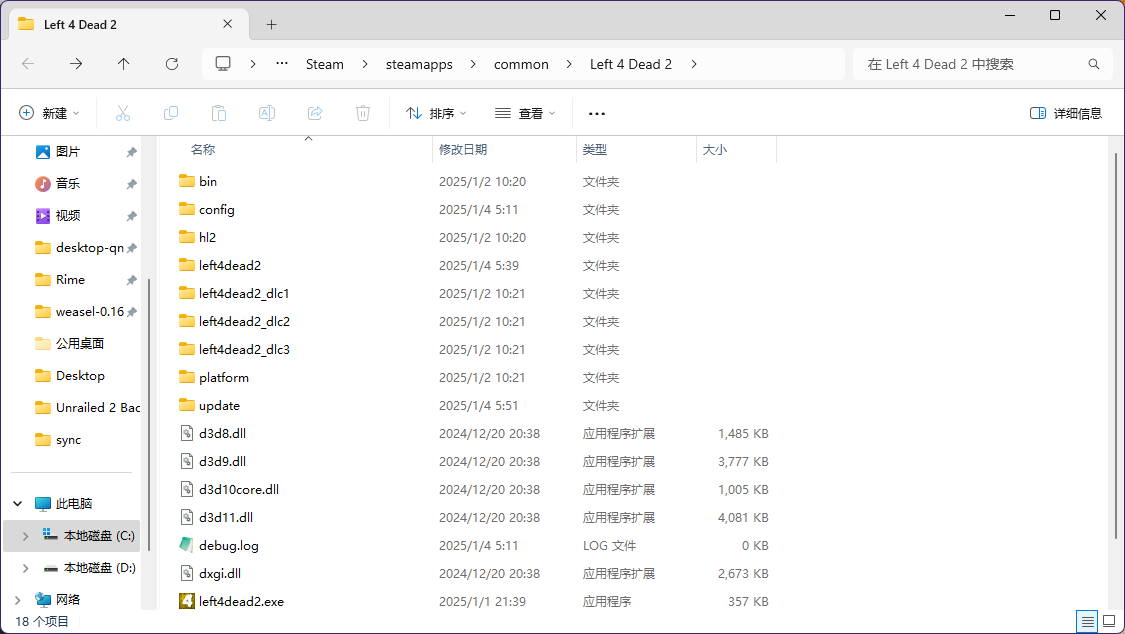 Left 4 Dead 2
Steam
steamapps
common
Left 4 Dead 2
在 Left 4 Dead 2 中搜索
新建
排序
查看
详细信息
图片
音乐
视频
desktop-qn
Rime
weasel-0.16
公用桌面
Desktop
Unrailed 2 Bac
sync
此电脑
本地磁盘 (C:)
本地磁盘 (D:)
网络
名称 修改日期 类型 大小
bin 2025/1/2 10:20 文件夹
config 2025/1/4 5:11 文件夹
hl2 2025/1/2 10:20 文件夹
left4dead2 2025/1/4 5:39 文件夹
left4dead2_dlc1 2025/1/2 10:21 文件夹
left4dead2_dlc2 2025/1/2 10:21 文件夹
left4dead2_dlc3 2025/1/2 10:21 文件夹
platform 2025/1/2 10:21 文件夹
update 2025/1/4 5:51 文件夹
d3d8.dll 2024/12/20 20:38 应用程序扩展 1,485 KB
d3d9.dll 2024/12/20 20:38 应用程序扩展 3,777 KB
d3d10core.dll 2024/12/20 20:38 应用程序扩展 1,005 KB
d3d11.dll 2024/12/20 20:38 应用程序扩展 4,081 KB
debug.log 2025/1/4 5:11 LOG 文件 0 KB
dxgi.dll 2024/12/20 20:38 应用程序扩展 2,673 KB
left4dead2.exe 2025/1/1 21:39 应用程序 357 KB
18 个项目